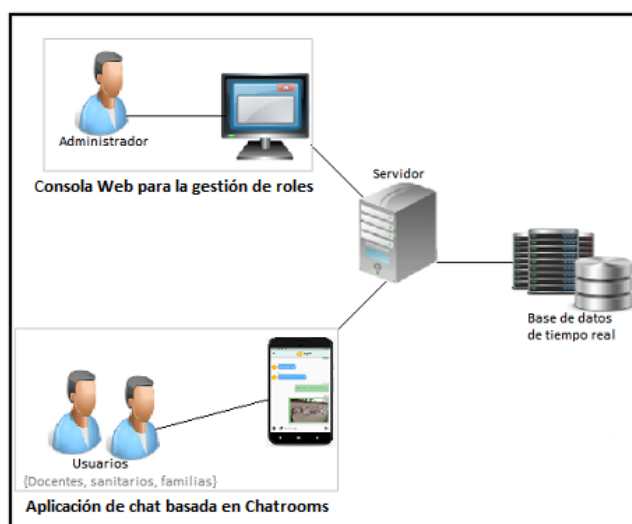 Administrador
Consola Web para la gestión de roles
Servidor
Base de datos
de tiempo real
Usuarios
{Docentes, sanitarios, familias}
Aplicación de chat basada en Chatrooms